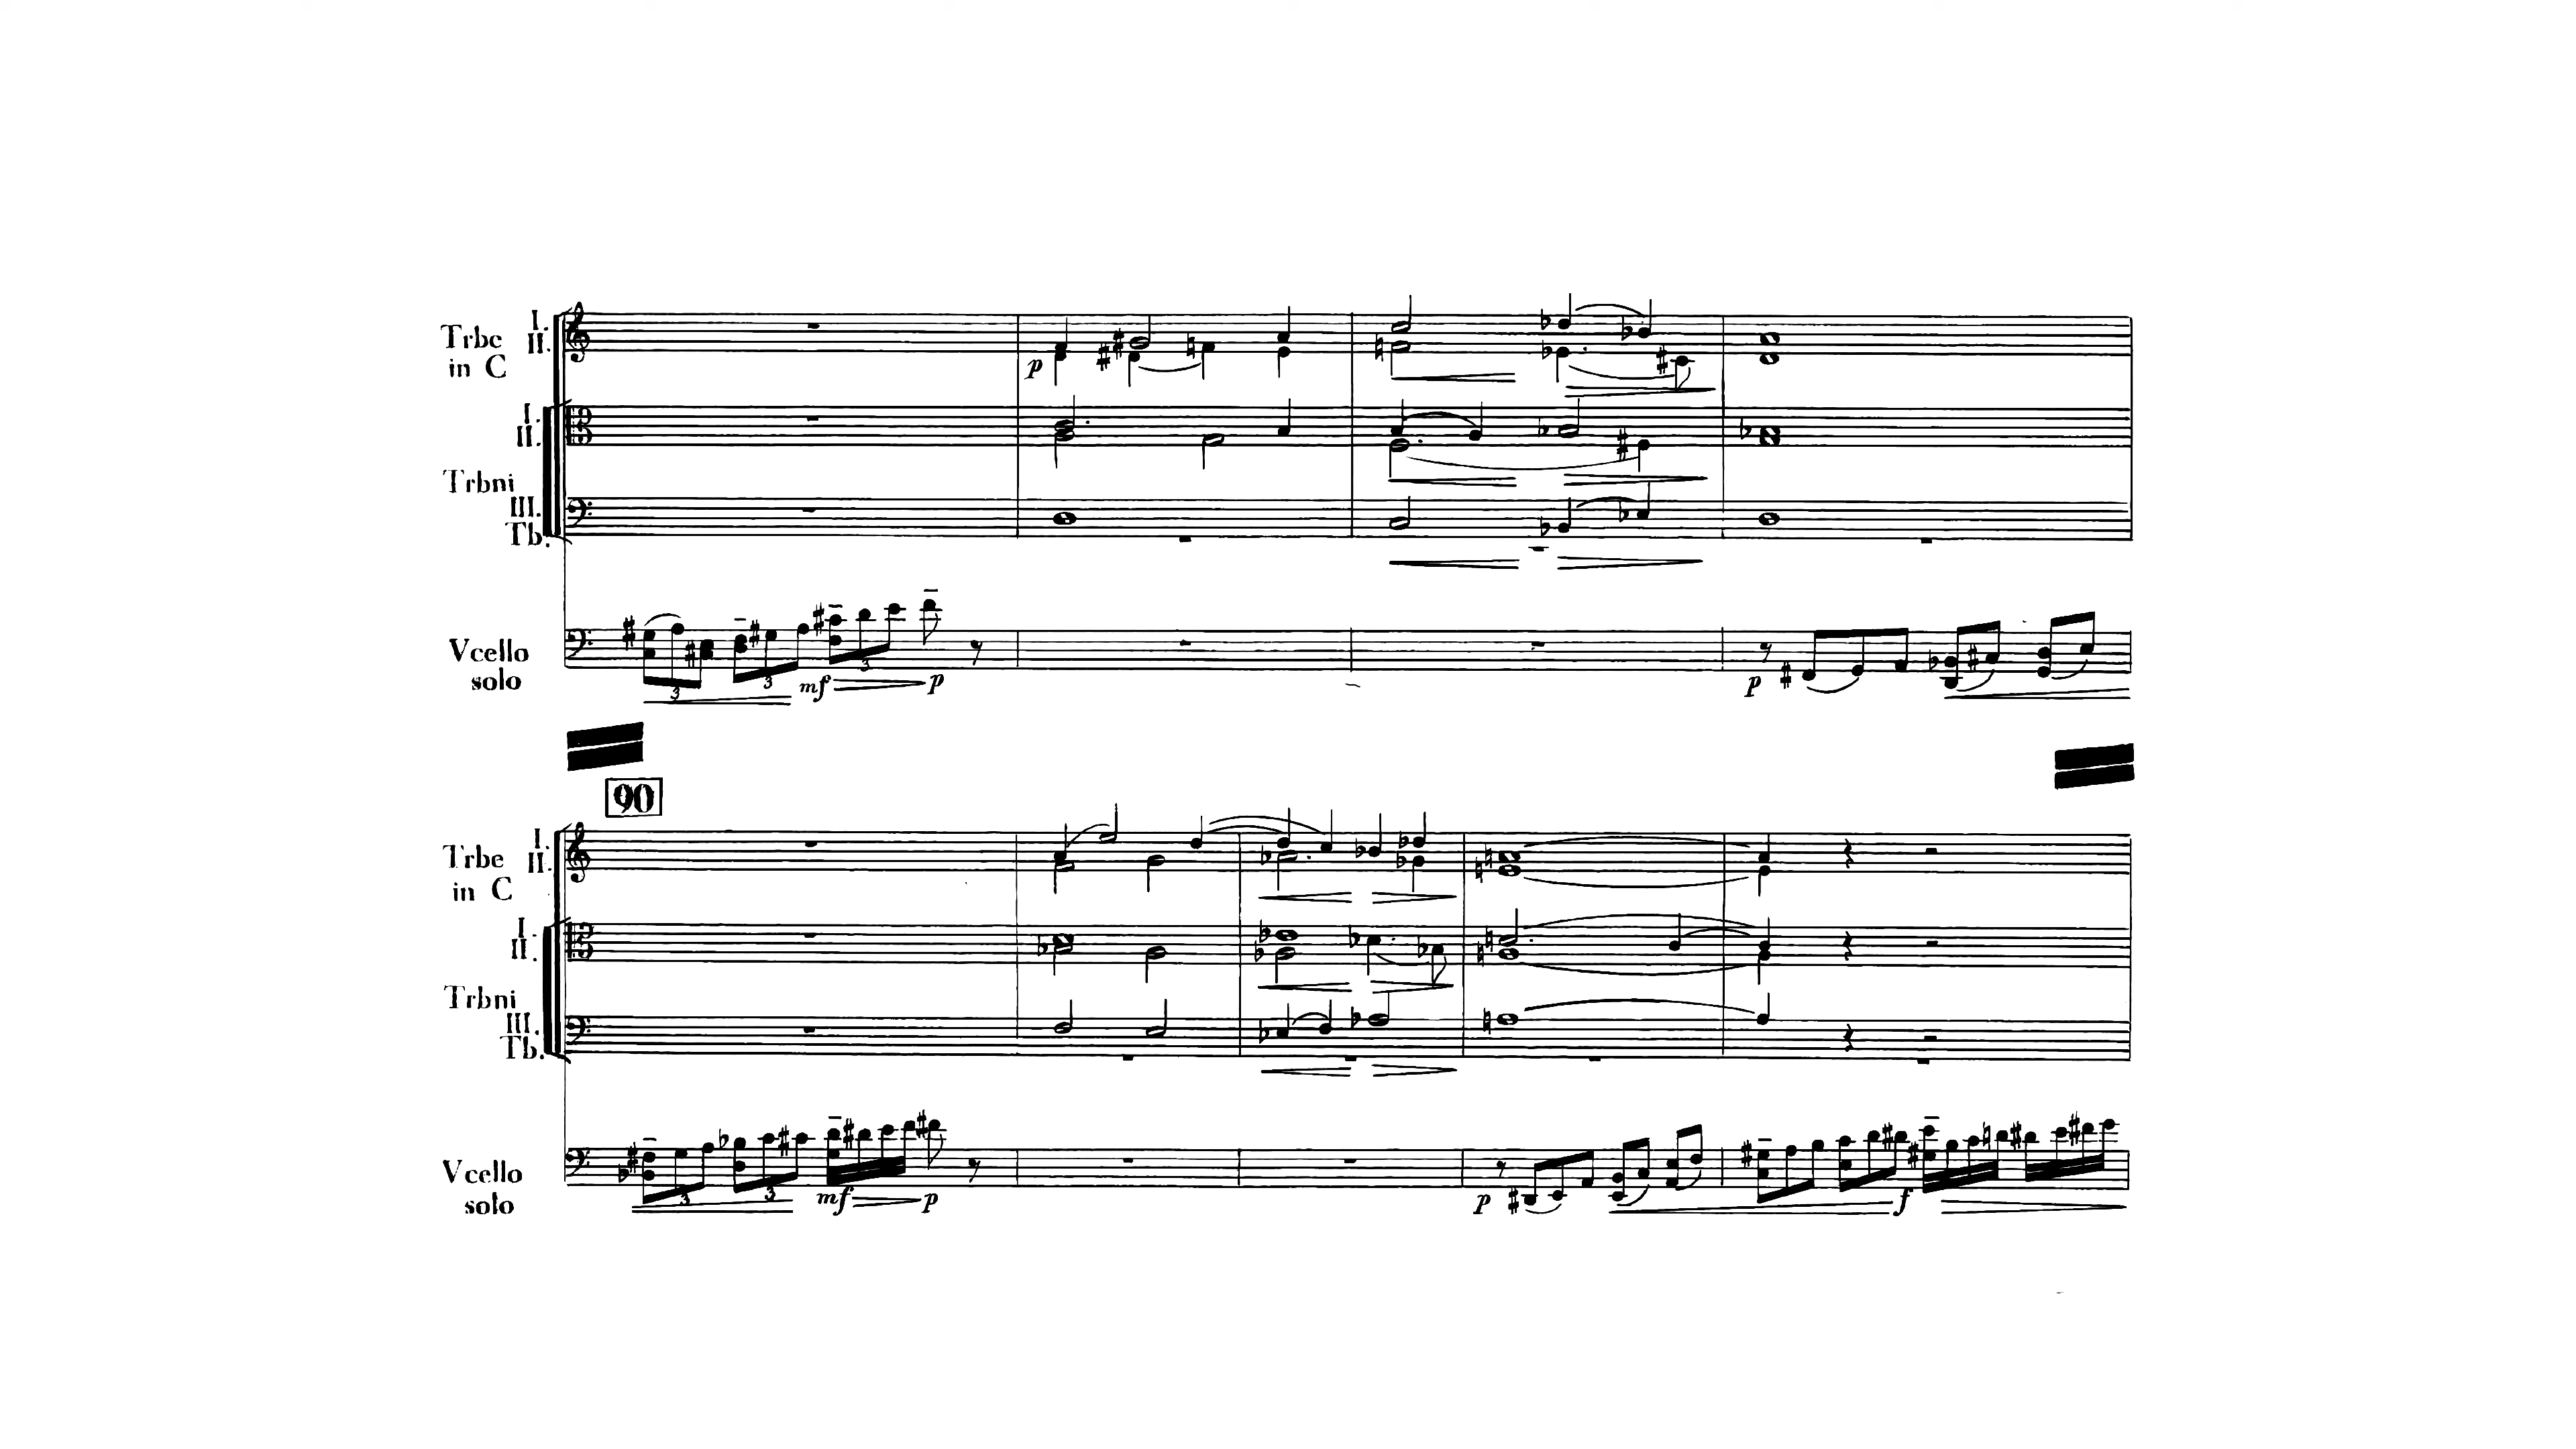 I.
Trbe II.
in C
p
I.
II.
Trbni
III.
Tb.
Vcello
solo
3 3 mf 3 p p
90
I.
Trbe II.
in C
I.
II.
Trbni
III.
Tb.
Vcello
solo
3 3 mf p p f